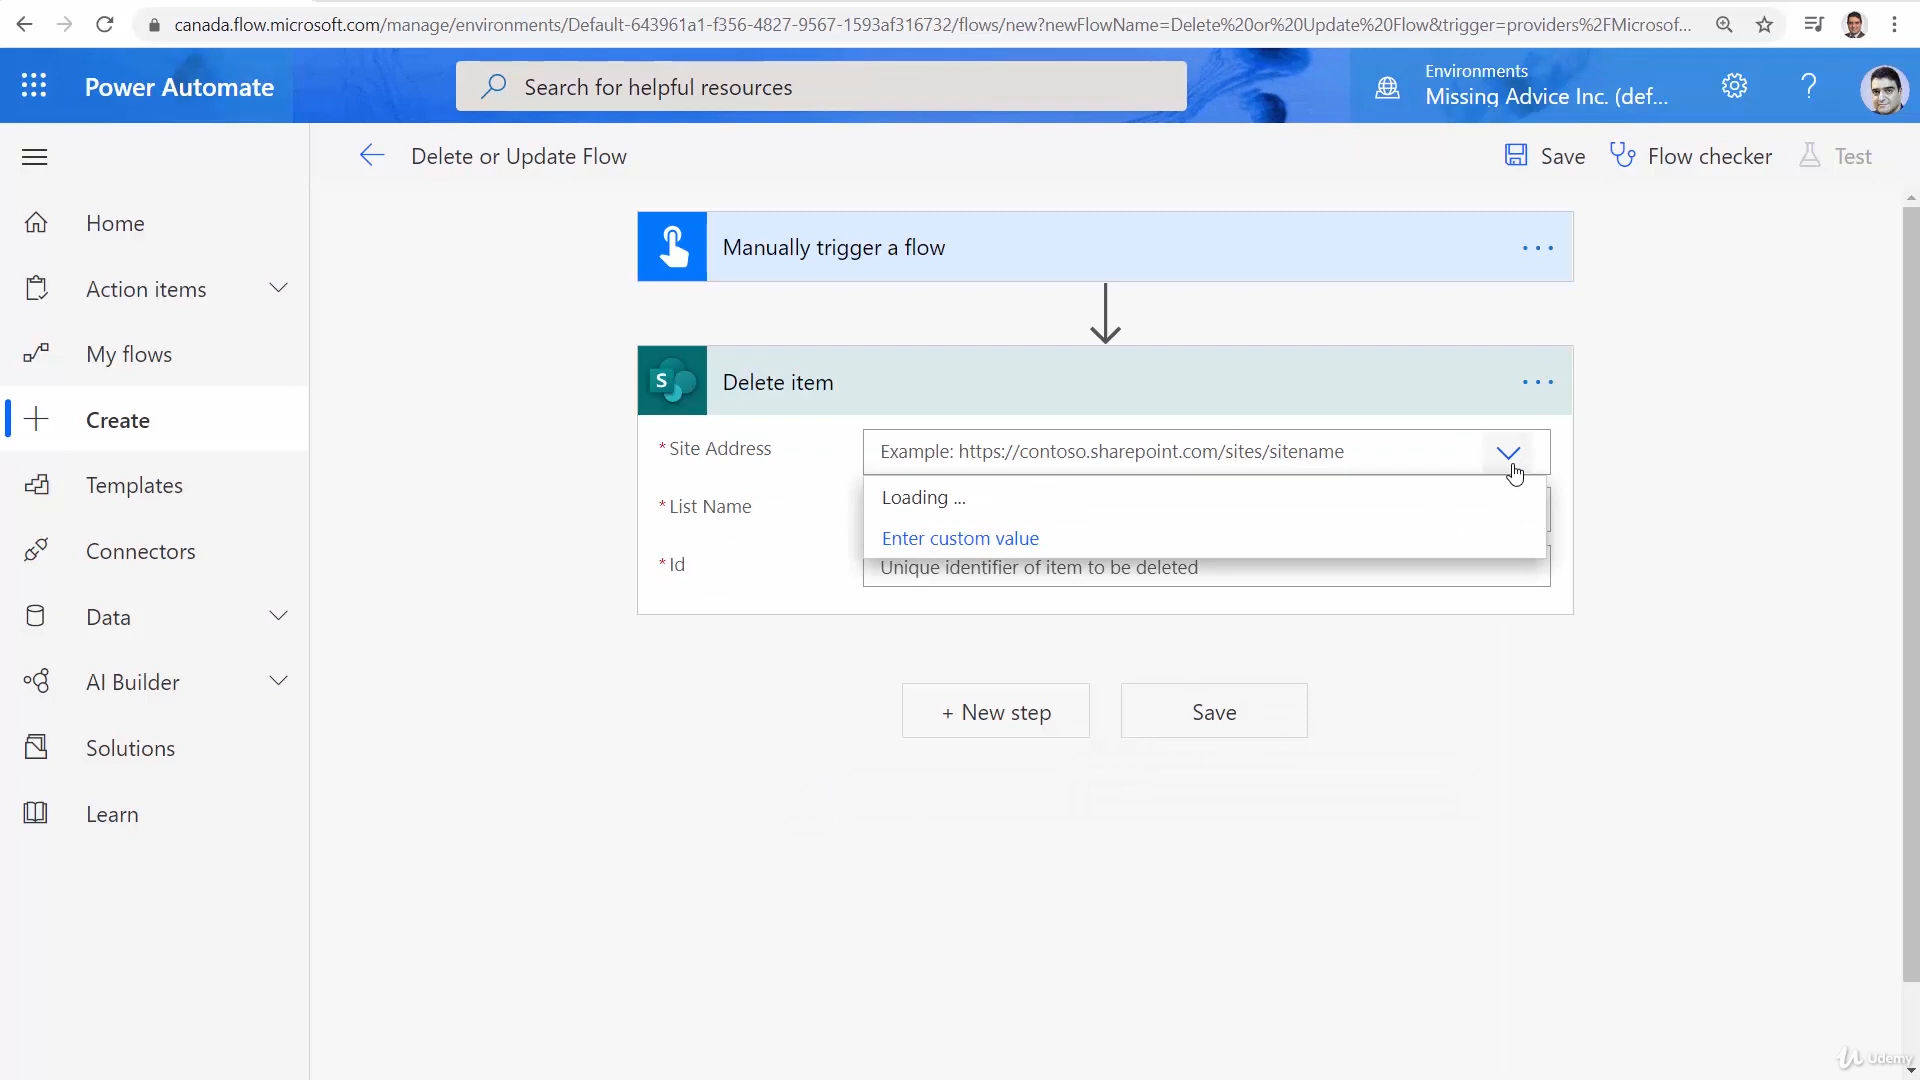 canada.flow.microsoft.com/manage/environments/Default-643961a1-f356-4827-9567-1593af316732/flows/new?newFlowName=Delete%20or%20Update%20Flow&trigger=providers%2FMicrosof...
Power Automate
Search for helpful resources
Environments
Missing Advice Inc. (def...
?
Delete or Update Flow
Save
Flow checker
Test
Home
Action items
My flows
Create
Templates
Connectors
Data
AI Builder
Solutions
Learn
Manually trigger a flow
S
Delete item
* Site Address
Example: https://contoso.sharepoint.com/sites/sitename
Loading ...
* List Name
Enter custom value
* Id
Unique identifier of item to be deleted
+ New step
Save
Udemy